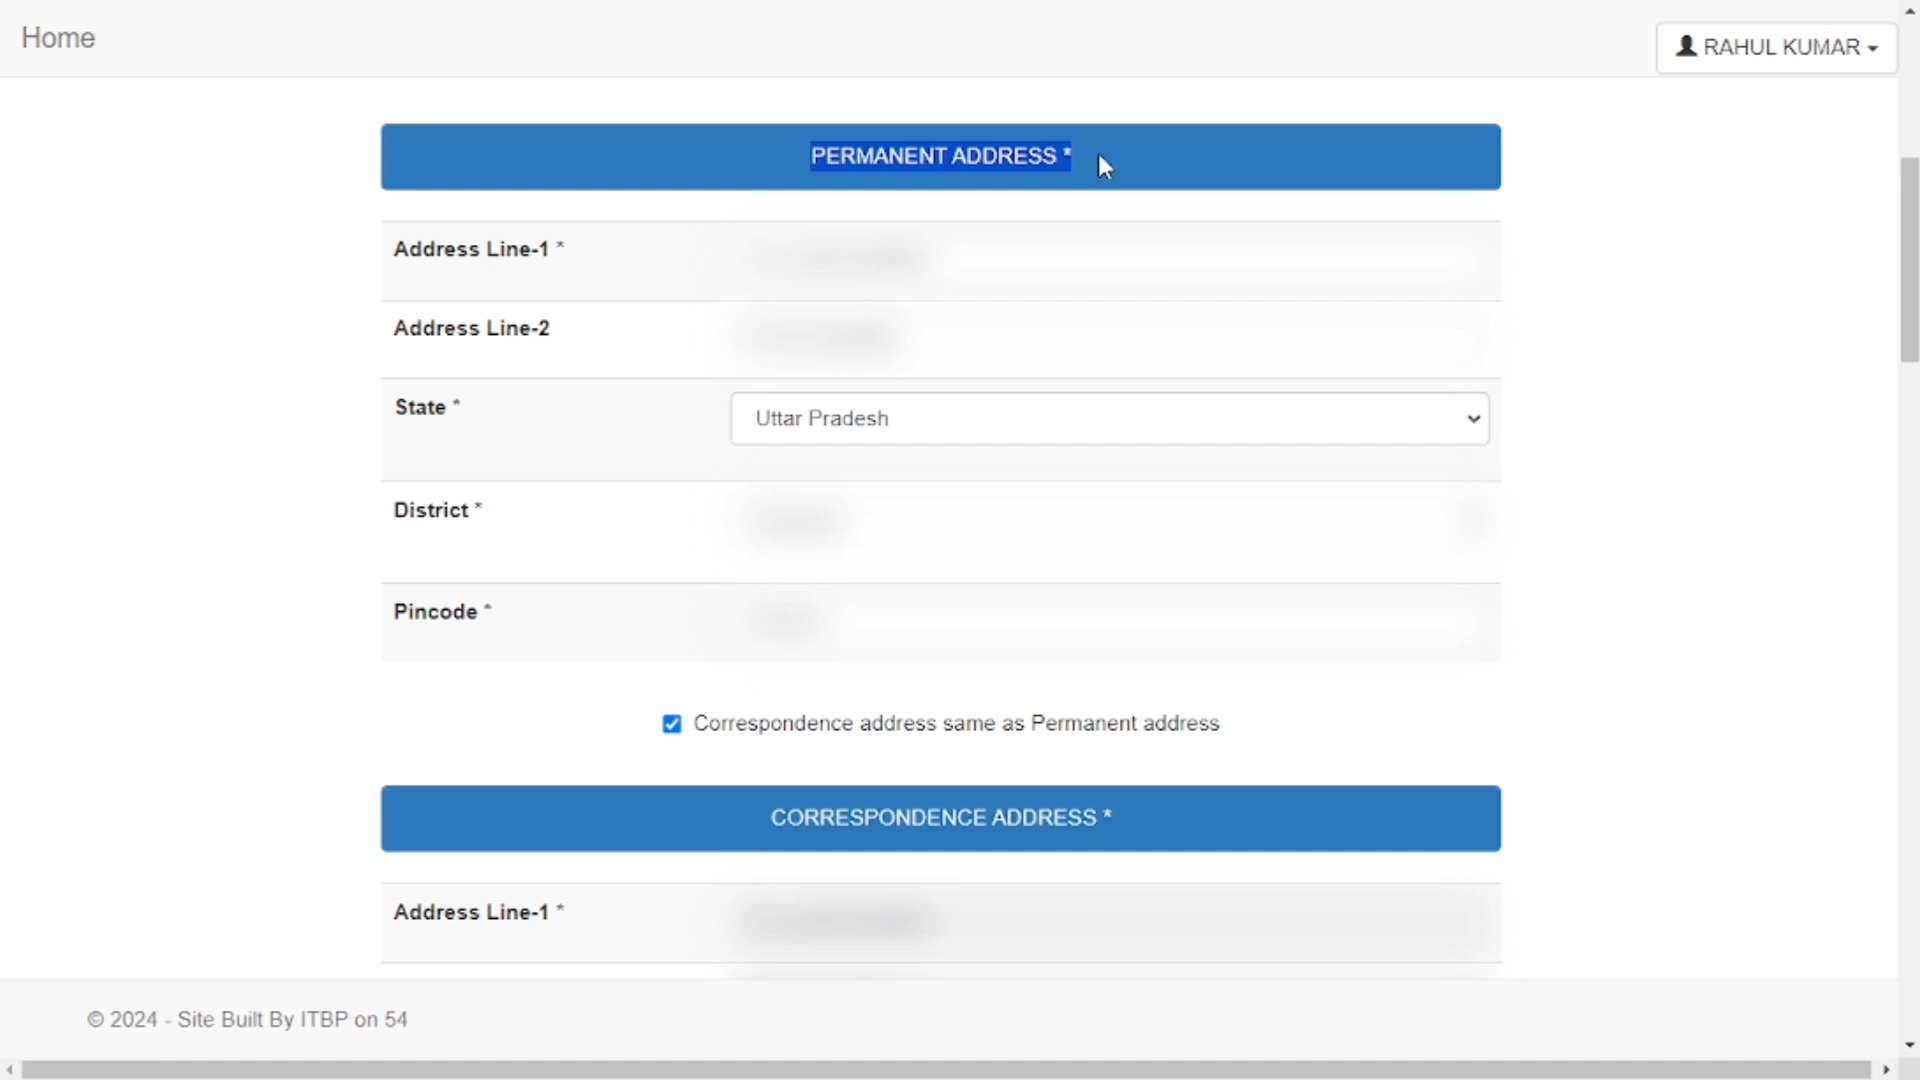 Home
RAHUL KUMAR
PERMANENT ADDRESS *
Address Line-1 *
Address Line-2
State *
Uttar Pradesh
District *
Pincode *
Correspondence address same as Permanent address
CORRESPONDENCE ADDRESS *
Address Line-1 *
© 2024 - Site Built By ITBP on 54